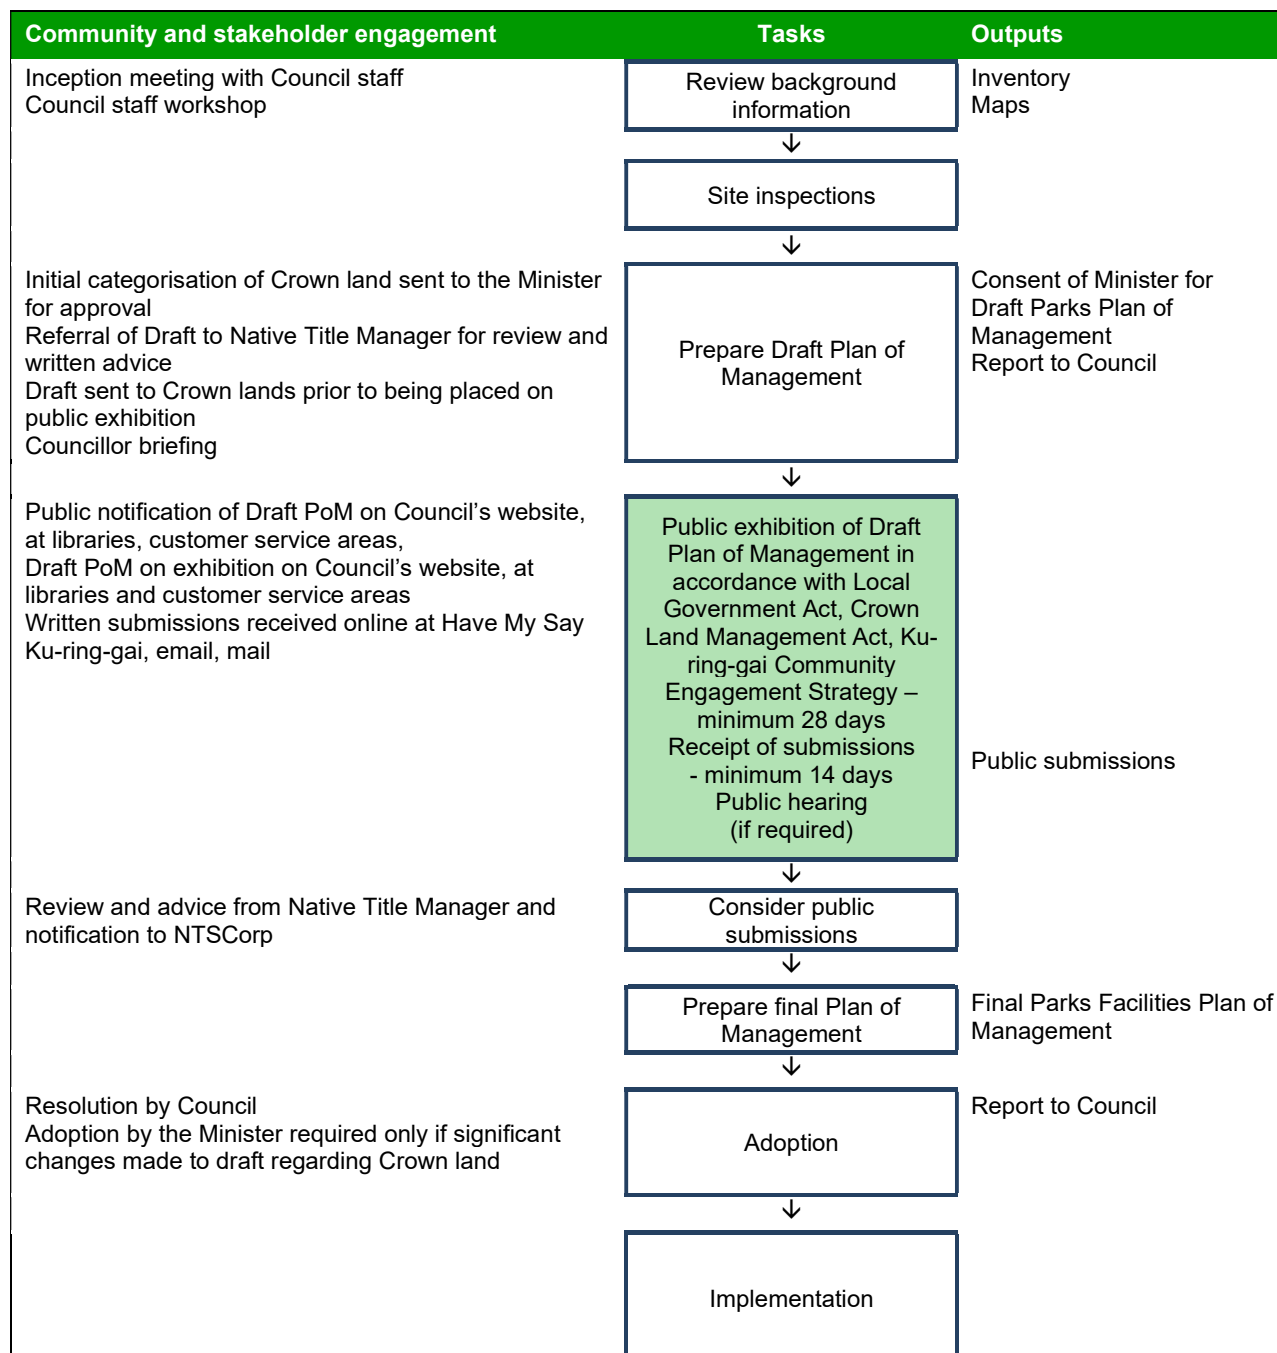 Community and stakeholder engagement Tasks Outputs
Inception meeting with Council staff
Council staff workshop
Review background
information
Inventory
Maps
↓
Site inspections
↓
Initial categorisation of Crown land sent to the Minister
for approval
Referral of Draft to Native Title Manager for review and
written advice
Draft sent to Crown lands prior to being placed on
public exhibition
Councillor briefing
Prepare Draft Plan of
Management
Consent of Minister for
Draft Parks Plan of
Management
Report to Council
↓
Public notification of Draft PoM on Council’s website,
at libraries, customer service areas,
Draft PoM on exhibition on Council’s website, at
libraries and customer service areas
Written submissions received online at Have My Say
Ku-ring-gai, email, mail
Public exhibition of Draft
Plan of Management in
accordance with Local
Government Act, Crown
Land Management Act, Ku-
ring-gai Community
Engagement Strategy –
minimum 28 days
Receipt of submissions
- minimum 14 days
Public hearing
(if required)
Public submissions
↓
Review and advice from Native Title Manager and
notification to NTSCorp
Consider public
submissions
↓
Prepare final Plan of
Management
Final Parks Facilities Plan of
Management
↓
Resolution by Council
Adoption by the Minister required only if significant
changes made to draft regarding Crown land
Adoption
Report to Council
↓
Implementation